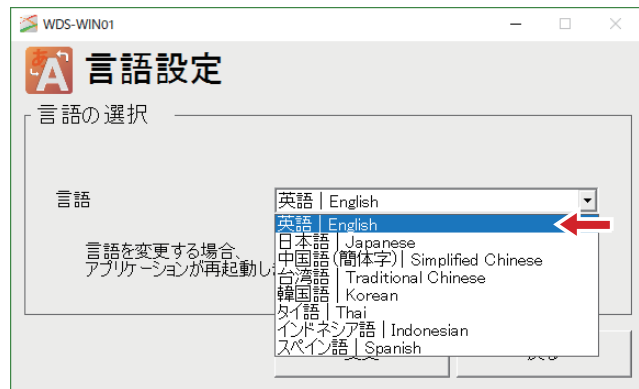 WDS-WIN01
言語設定
言語の選択
言語
英語 | English
英語 | English
日本語 | Japanese
中国語(簡体字) | Simplified Chinese
台湾語 | Traditional Chinese
韓国語 | Korean
タイ語 | Thai
インドネシア語 | Indonesian
スペイン語 | Spanish
言語を変更する場合、
アプリケーションが再起動し